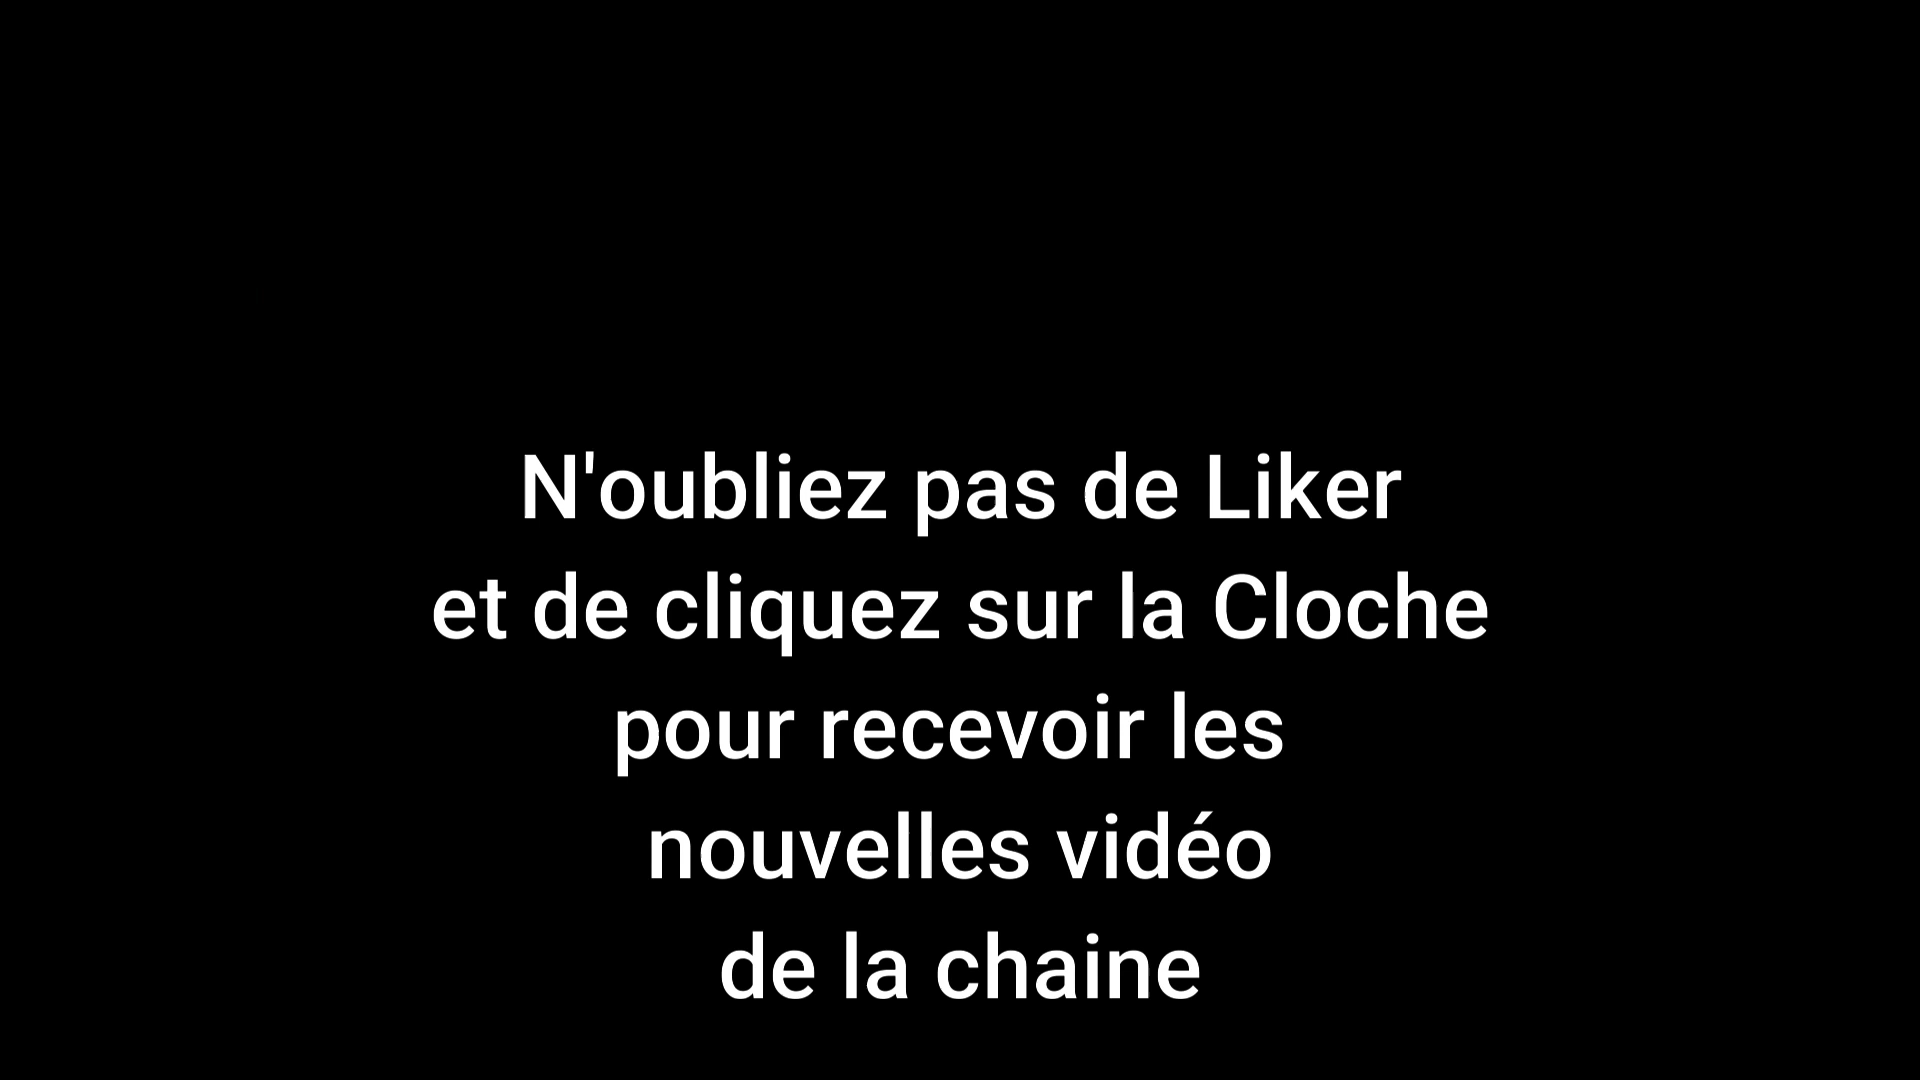 N'oubliez pas de Liker
et de cliquez sur la Cloche
pour recevoir les
nouvelles vidéo
de la chaine